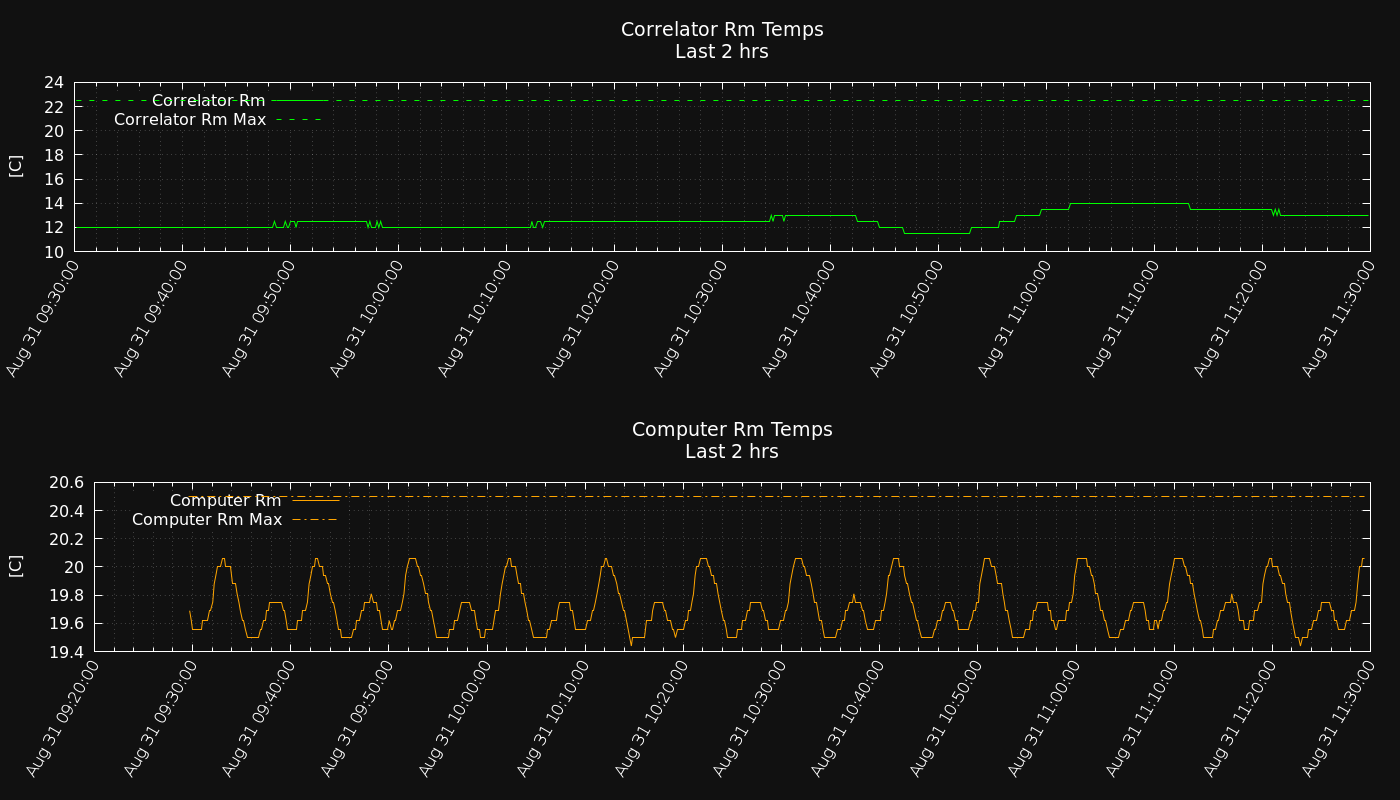 Correlator Rm Temps
Last 2 hrs
24
22
20
18
16
14
12
10
[C]
Correlator Rm
Correlator Rm Max
Aug 31 09:30:00
Aug 31 09:40:00
Aug 31 09:50:00
Aug 31 10:00:00
Aug 31 10:10:00
Aug 31 10:20:00
Aug 31 10:30:00
Aug 31 10:40:00
Aug 31 10:50:00
Aug 31 11:00:00
Aug 31 11:10:00
Aug 31 11:20:00
Aug 31 11:30:00
Computer Rm Temps
Last 2 hrs
20.6
20.4
20.2
20
19.8
19.6
19.4
[C]
Computer Rm
Computer Rm Max
Aug 31 09:20:00
Aug 31 09:30:00
Aug 31 09:40:00
Aug 31 09:50:00
Aug 31 10:00:00
Aug 31 10:10:00
Aug 31 10:20:00
Aug 31 10:30:00
Aug 31 10:40:00
Aug 31 10:50:00
Aug 31 11:00:00
Aug 31 11:10:00
Aug 31 11:20:00
Aug 31 11:30:00